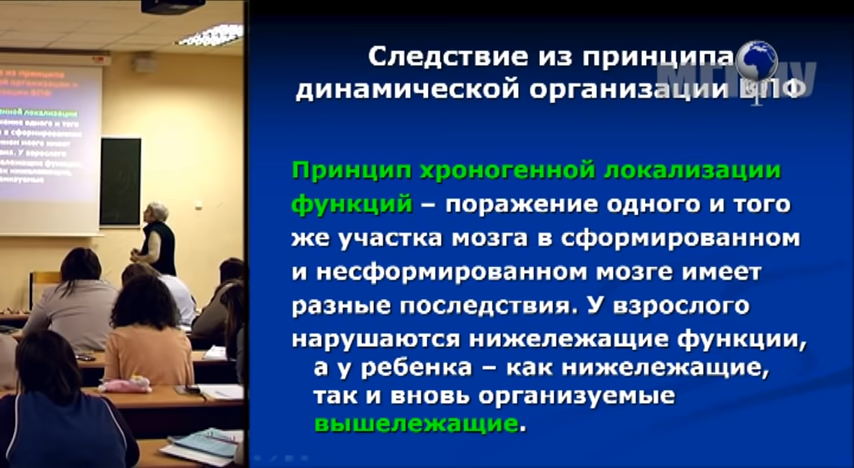 Следствие из принципа
динамической организации ВПФ
Принцип хроногенной локализации
функций – поражение одного и того
же участка мозга в сформированном
и несформированном мозге имеет
разные последствия. У взрослого
нарушаются нижележащие функции,
а у ребенка – как нижележащие,
так и вновь организуемые
вышележащие.